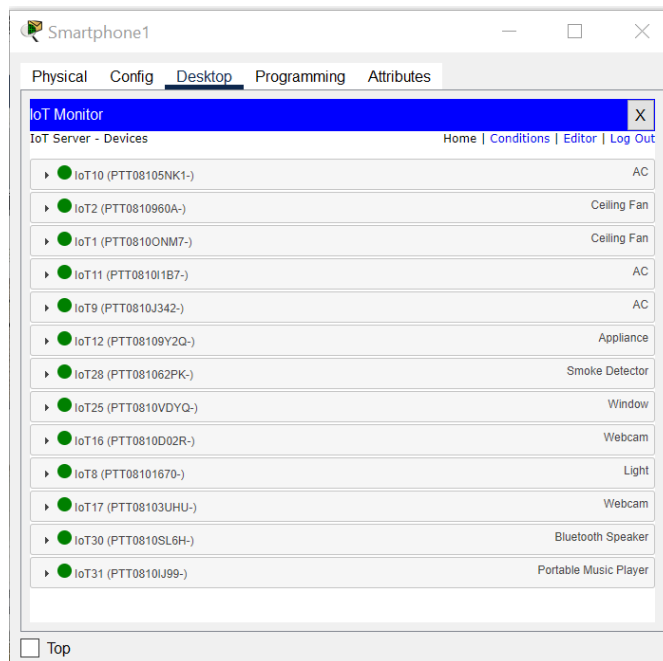 Smartphone1
Physical Config Desktop Programming Attributes
IoT Monitor X
IoT Server - Devices Home | Conditions | Editor | Log Out
IoT10 (PTT08105NK1-) AC
IoT2 (PTT0810960A-) Ceiling Fan
IoT1 (PTT0810ONM7-) Ceiling Fan
IoT11 (PTT0810I1B7-) AC
IoT9 (PTT0810J342-) AC
IoT12 (PTT08109Y2Q-) Appliance
IoT28 (PTT081062PK-) Smoke Detector
IoT25 (PTT0810VDYQ-) Window
IoT16 (PTT0810D02R-) Webcam
IoT8 (PTT08101670-) Light
IoT17 (PTT08103UHU-) Webcam
IoT30 (PTT0810SL6H-) Bluetooth Speaker
IoT31 (PTT0810IJ99-) Portable Music Player
Top